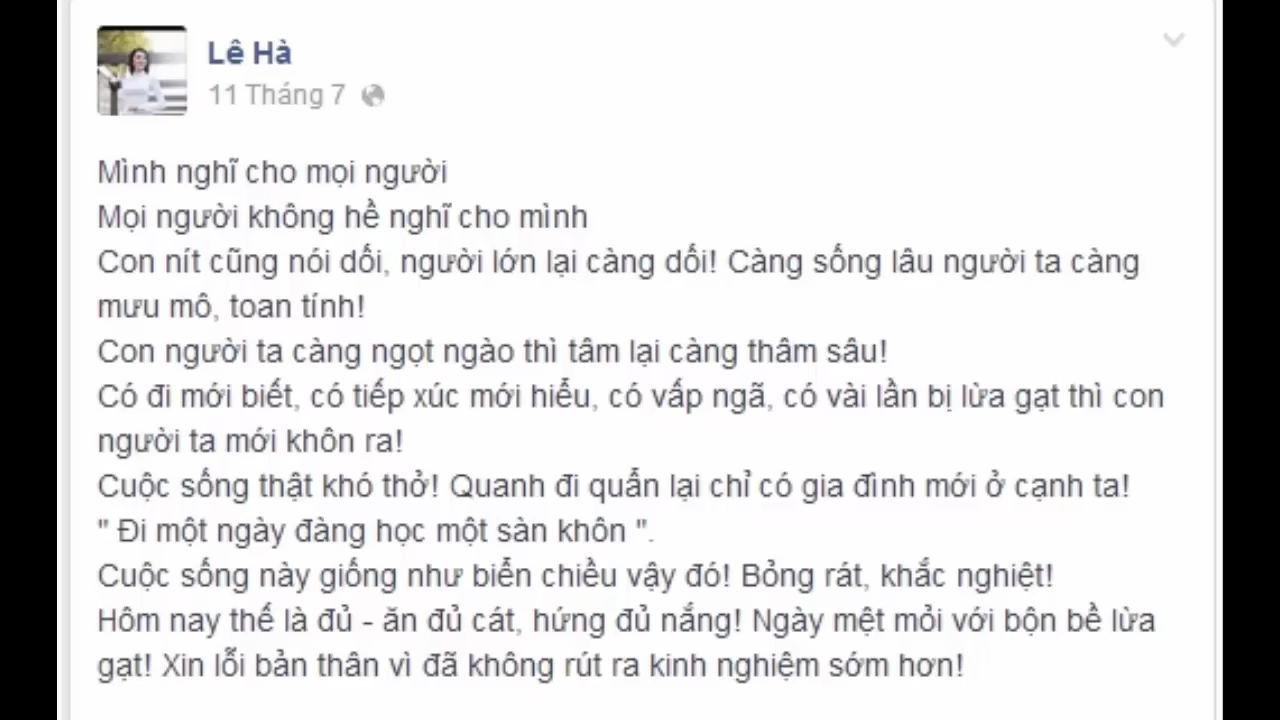 Lê Hà
11 Tháng 7
Mình nghĩ cho mọi người
Mọi người không hề nghĩ cho mình
Con nít cũng nói dối, người lớn lại càng dối! Càng sống lâu người ta càng
mưu mô, toan tính!
Con người ta càng ngọt ngào thì tâm lại càng thâm sâu!
Có đi mới biết, có tiếp xúc mới hiểu, có vấp ngã, có vài lần bị lừa gạt thì con
người ta mới khôn ra!
Cuộc sống thật khó thở! Quanh đi quẩn lại chỉ có gia đình mới ở cạnh ta!
" Đi một ngày đàng học một sàn khôn ".
Cuộc sống này giống như biển chiều vậy đó! Bỏng rát, khắc nghiệt!
Hôm nay thế là đủ - ăn đủ cát, hứng đủ nắng! Ngày mệt mỏi với bộn bề lừa
gạt! Xin lỗi bản thân vì đã không rút ra kinh nghiệm sớm hơn!